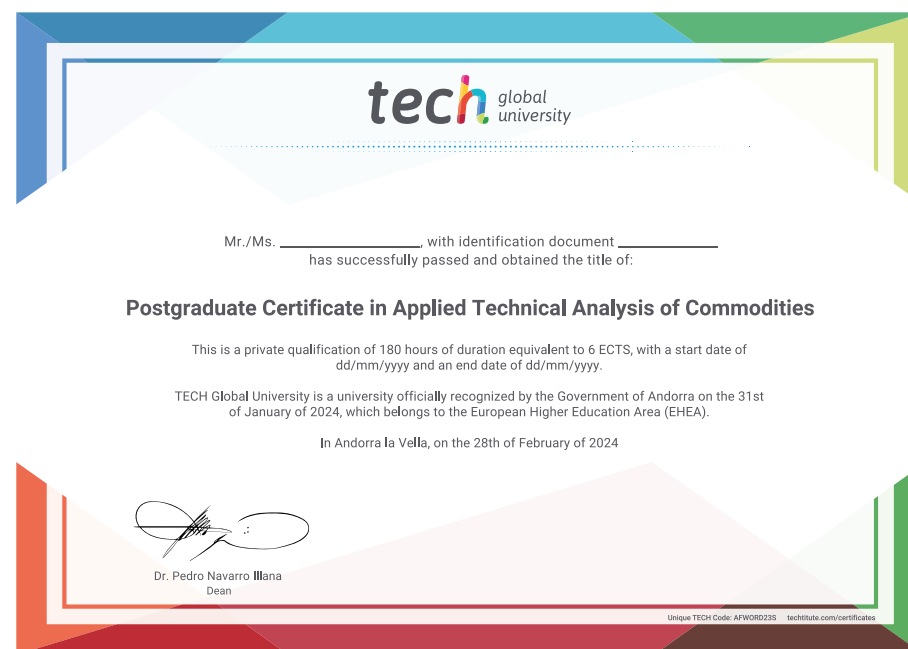 tech global university
Mr./Ms. ____________________, with identification document ______________
has successfully passed and obtained the title of:
Postgraduate Certificate in Applied Technical Analysis of Commodities
This is a private qualification of 180 hours of duration equivalent to 6 ECTS, with a start date of
dd/mm/yyyy and an end date of dd/mm/yyyy.
TECH Global University is a university officially recognized by the Government of Andorra on the 31st
of January of 2024, which belongs to the European Higher Education Area (EHEA).
In Andorra la Vella, on the 28th of February of 2024
Dr. Pedro Navarro Illana
Dean
Unique TECH Code: AFWORD23S techtitute.com/certificates